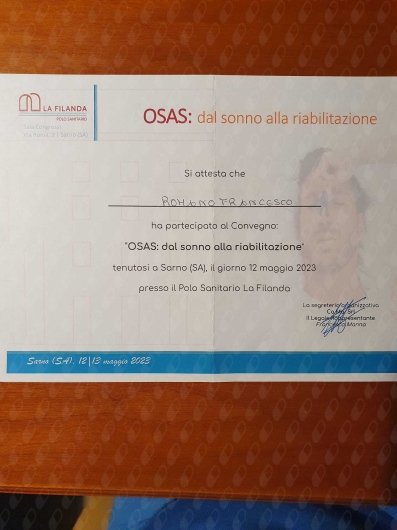 LA FILANDA
POLO SANITARIO
OSAS: dal sonno alla riabilitazione
Si attesta che
ROMANO FRANCESCO
ha partecipato al Convegno:
"OSAS: dal sonno alla riabilitazione"
tenutosi a Sarno (SA), il giorno 12 maggio 2023
presso il Polo Sanitario La Filanda
La segreteria organizzativa
Il Legale Rappresentante
Sarno (SA), 12|13 maggio 2023